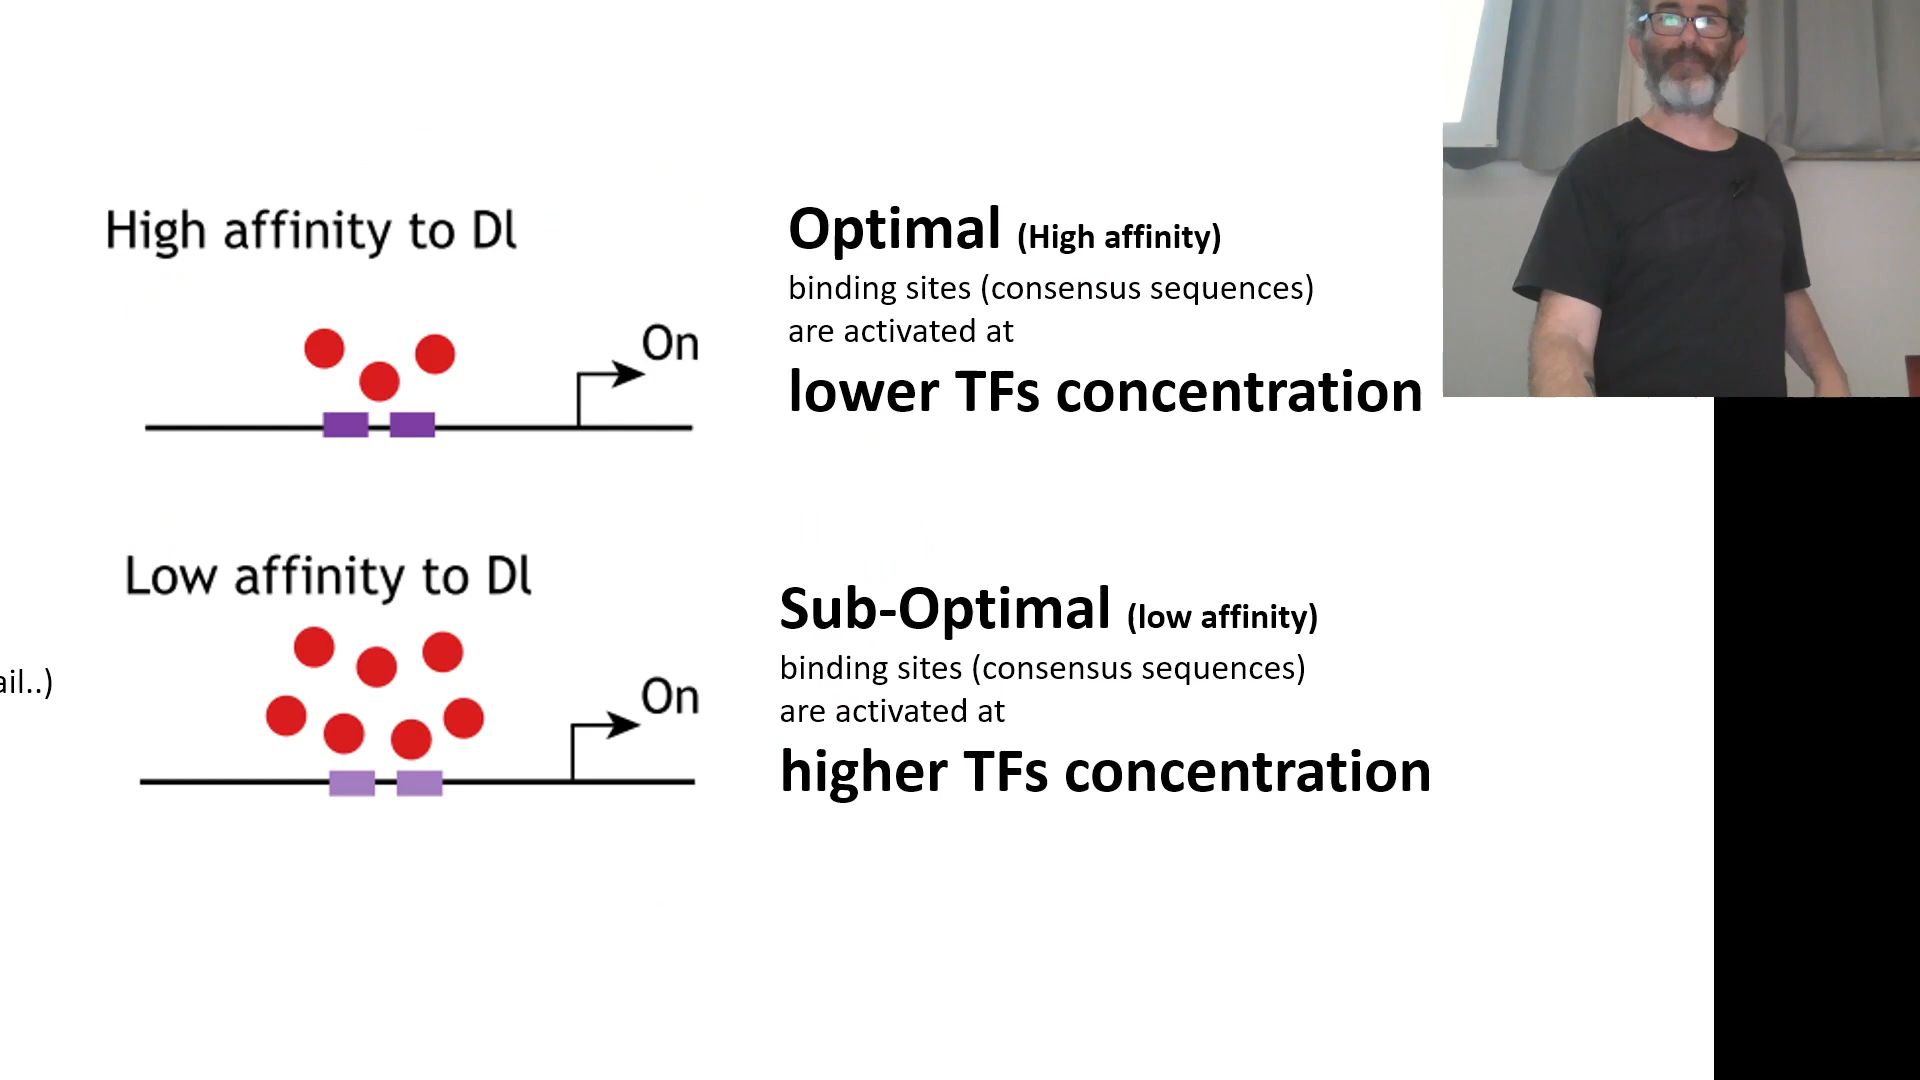 High affinity to Dl
On
Optimal (High affinity)
binding sites (consensus sequences)
are activated at
lower TFs concentration
Low affinity to Dl
On
ail..)
Sub-Optimal (low affinity)
binding sites (consensus sequences)
are activated at
higher TFs concentration